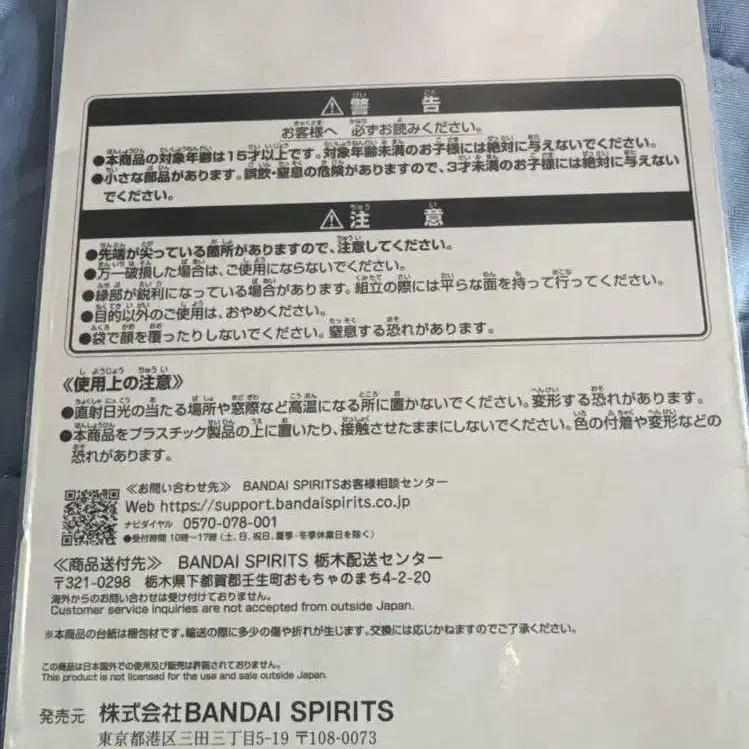 ⚠警告
お客様へ 必ずお読みください。
●本商品の対象年齢は15才以上です。対象年齢未満のお子様には絶対に与えないでください。
●小さな部品があります。誤飲・窒息の危険がありますので、3才未満のお子様には絶対に与えない
でください。
⚠注意
●先端が尖っている箇所がありますので、注意してください。
●万一破損した場合は、ご使用にならないでください。
●縁部が鋭利になっている場合があります。組立の際には平らな面を持って行ってください。
●目的以外のご使用は、おやめください。
●袋で顔を覆ったりしないでください。窒息する恐れがあります。
《使用上の注意》
●直射日光の当たる場所や窓際など高温になる所に置かないでください。変形する恐れがあります。
●本商品をプラスチック製品の上に置いたり、接触させたままにしないでください。色の付着や変形などの
恐れがあります。
≪お問い合わせ先≫ BANDAI SPIRITSお客様相談センター
Web https://support.bandaispirits.co.jp
ナビダイヤル 0570-078-001
●受付時間 10時〜17時 (土、日、祝日、夏季・冬季休業日を除く)
≪商品送付先≫ BANDAI SPIRITS 栃木配送センター
〒321-0298 栃木県下都賀郡壬生町おもちゃのまち4-2-20
海外からのお問い合わせは受け付けておりません。
Customer service inquiries are not accepted from outside Japan.
※本商品の台紙は梱包材です。輸送の際に多少の傷や折れが生じます。交換には応じかねますのでご了承ください。
この商品は日本国外での使用及び販売は許諾されておりません。
This product is not licensed for the use and sale outside Japan.
発売元 株式会社BANDAI SPIRITS
東京都港区三田三丁目5-19 〒108-0073